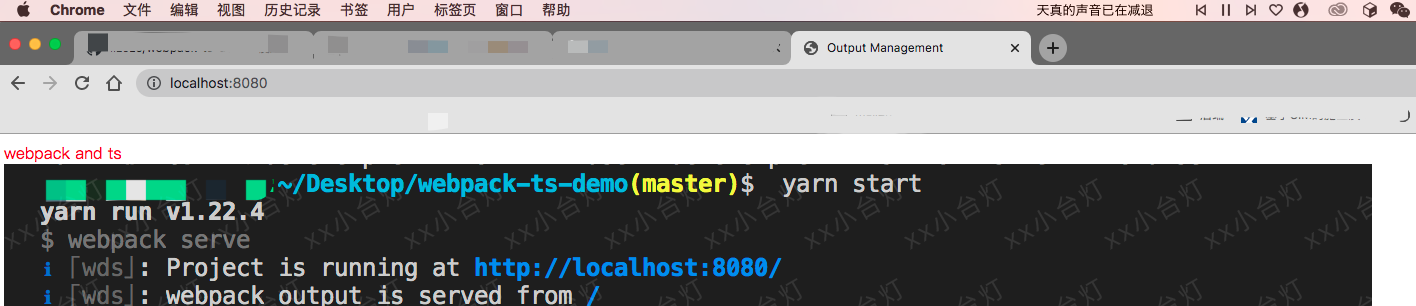 Chrome 文件 编辑 视图 历史记录 书签 用户 标签页 窗口 帮助 天真的声音已在减退
Output Management
localhost:8080
webpack and ts
~/Desktop/webpack-ts-demo(master)$ yarn start
yarn run v1.22.4
$ webpack serve
ℹ ｢wds｣: Project is running at http://localhost:8080/
ℹ ｢wds｣: webpack output is served from /
xx小台灯